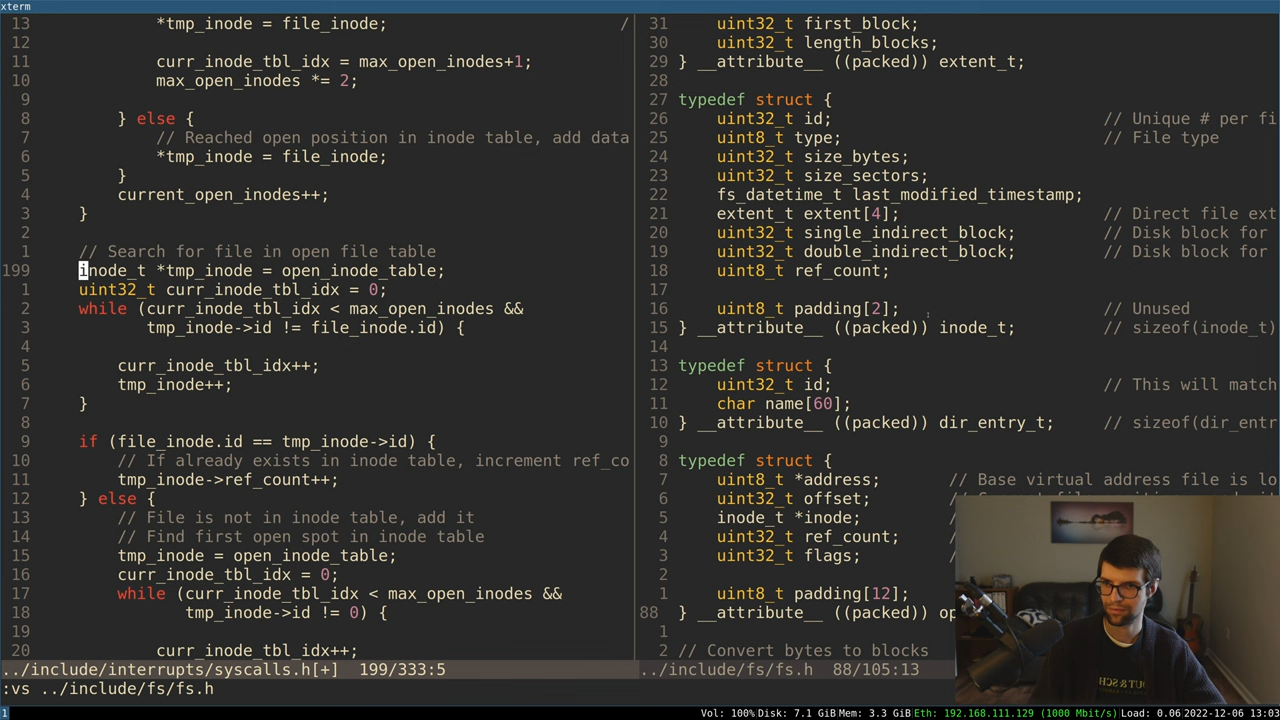 xterm
13 *tmp_inode = file_inode; /
12
11 curr_inode_tbl_idx = max_open_inodes+1;
10 max_open_inodes *= 2;
9
8 } else {
7 // Reached open position in inode table, add data
6 *tmp_inode = file_inode;
5 }
4 current_open_inodes++;
3 }
2
1 // Search for file in open file table
199 inode_t *tmp_inode = open_inode_table;
1 uint32_t curr_inode_tbl_idx = 0;
2 while (curr_inode_tbl_idx < max_open_inodes &&
3 tmp_inode->id != file_inode.id) {
4
5 curr_inode_tbl_idx++;
6 tmp_inode++;
7 }
8
9 if (file_inode.id == tmp_inode->id) {
10 // If already exists in inode table, increment ref_co
11 tmp_inode->ref_count++;
12 } else {
13 // File is not in inode table, add it
14 // Find first open spot in inode table
15 tmp_inode = open_inode_table;
16 curr_inode_tbl_idx = 0;
17 while (curr_inode_tbl_idx < max_open_inodes &&
18 tmp_inode->id != 0) {
19
20 curr_inode_tbl_idx++;
../include/interrupts/syscalls.h[+] 199/333:5
31 uint32_t first_block;
30 uint32_t length_blocks;
29 } __attribute__ ((packed)) extent_t;
28
27 typedef struct {
26 uint32_t id; // Unique # per fi
25 uint8_t type; // File type
24 uint32_t size_bytes;
23 uint32_t size_sectors;
22 fs_datetime_t last_modified_timestamp;
21 extent_t extent[4]; // Direct file ext
20 uint32_t single_indirect_block; // Disk block for
19 uint32_t double_indirect_block; // Disk block for
18 uint8_t ref_count;
17
16 uint8_t padding[2]; // Unused
15 } __attribute__ ((packed)) inode_t; // sizeof(inode_t)
14
13 typedef struct {
12 uint32_t id; // This will match
11 char name[60];
10 } __attribute__ ((packed)) dir_entry_t; // sizeof(dir_entr
9
8 typedef struct {
7 uint8_t *address; // Base virtual address file is lo
6 uint32_t offset; //
5 inode_t *inode; /
4 uint32_t ref_count; /
3 uint32_t flags; /
2
1 uint8_t padding[12];
88 } __attribute__ ((packed)) op
1
2 // Convert bytes to blocks
../include/fs/fs.h 88/105:13
:vs ../include/fs/fs.h
1 Vol: 100% Disk: 7.1 GiB Mem: 3.3 GiB Eth: 192.168.111.129 (1000 Mbit/s) Load: 0.06 2022-12-06 13:03